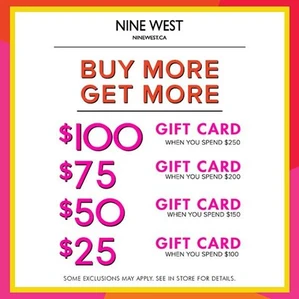 NINE WEST
NINEWEST.CA
BUY MORE
GET MORE
$100 GIFT CARD
WHEN YOU SPEND $250
$75 GIFT CARD
WHEN YOU SPEND $200
$50 GIFT CARD
WHEN YOU SPEND $150
$25 GIFT CARD
WHEN YOU SPEND $100
SOME EXCLUSIONS MAY APPLY. SEE IN STORE FOR DETAILS.